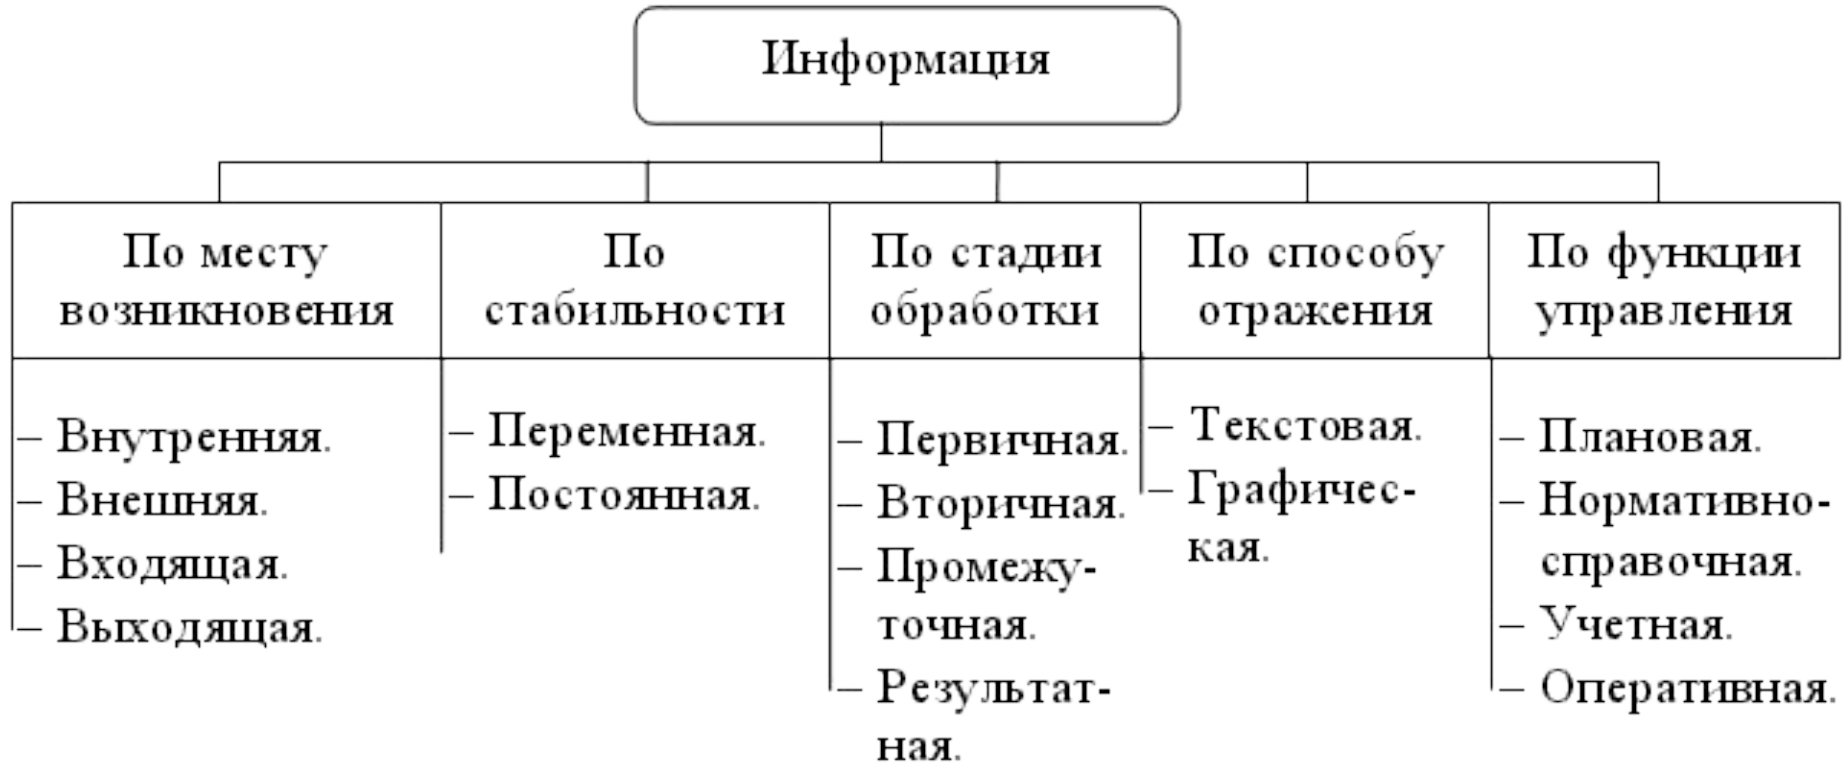 Информация
По месту
возникновения
По
стабильности
По стадии
обработки
По способу
отражения
По функции
управления
– Внутренняя.
– Внешняя.
– Входящая.
– Выходящая.
– Переменная.
– Постоянная.
– Первичная.
– Вторичная.
– Промежу-
точная.
– Результат-
ная.
– Текстовая.
– Графичес-
кая.
– Плановая.
– Нормативно-
справочная.
– Учетная.
– Оперативная.